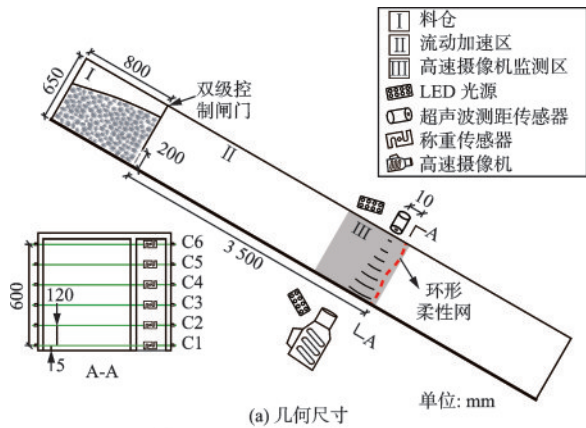 I 料仓
II 流动加速区
III 高速摄像机监测区
LED 光源
超声波测距传感器
称重传感器
高速摄像机
650
800
I
双级控
制闸门
200
II
3 500
III
10
A
A
环形
柔性网
C6
C5
C4
C3
C2
C1
600
120
5
A-A
单位: mm
(a) 几何尺寸